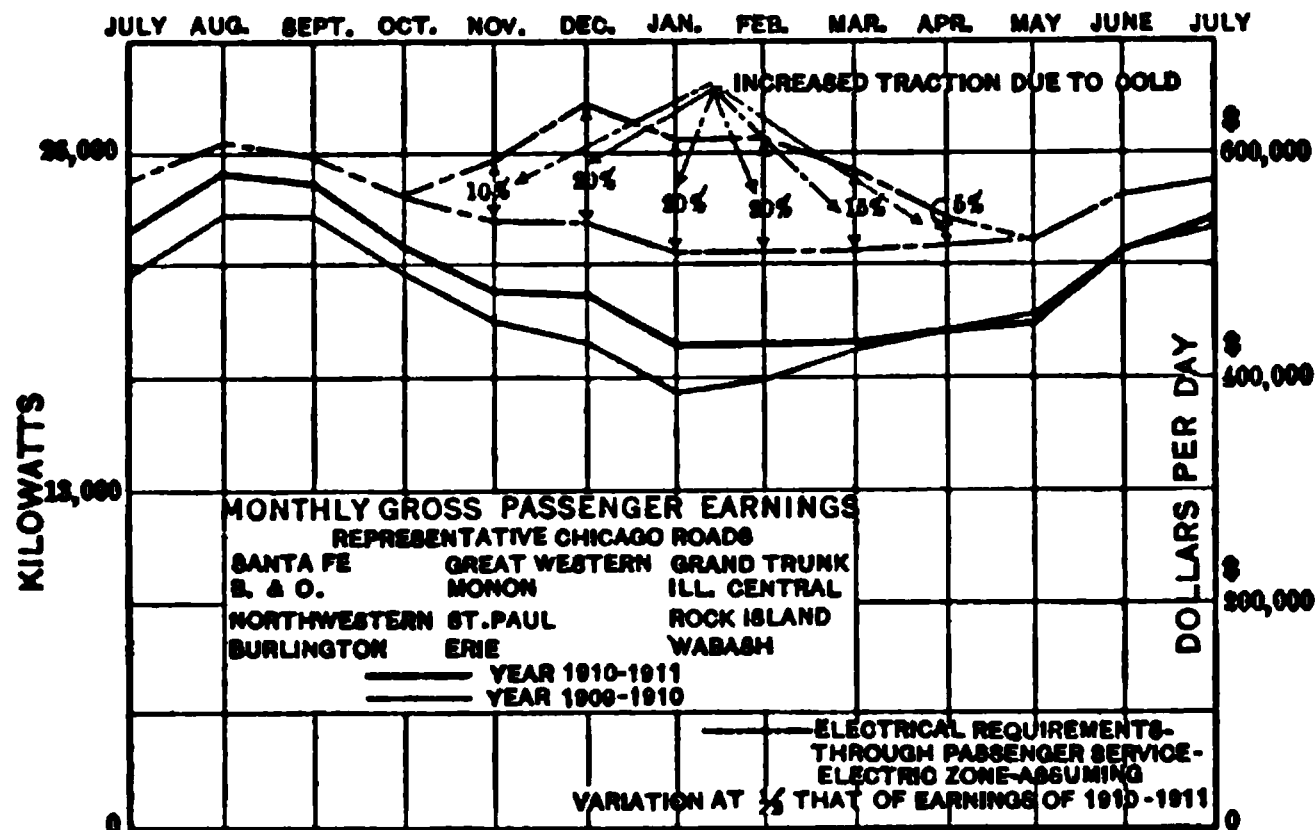 JULY AUG. SEPT. OCT. NOV. DEC. JAN. FEB. MAR. APR. MAY JUNE JULY
INCREASED TRACTION DUE TO COLD
$
26,000
600,000
10%
20%
20%
20%
15%
5%
$
400,000
KILOWATTS
DOLLARS PER DAY
13,000
MONTHLY GROSS PASSENGER EARNINGS
REPRESENTATIVE CHICAGO ROADS
SANTA FE GREAT WESTERN GRAND TRUNK
B. & O. MONON ILL. CENTRAL
NORTHWESTERN ST. PAUL ROCK ISLAND
BURLINGTON ERIE WABASH
$
200,000
YEAR 1910-1911
YEAR 1909-1910
ELECTRICAL REQUIREMENTS-
THROUGH PASSENGER SERVICE-
ELECTRIC ZONE-ASSUMING
VARIATION AT ½ THAT OF EARNINGS OF 1910-1911
0
0